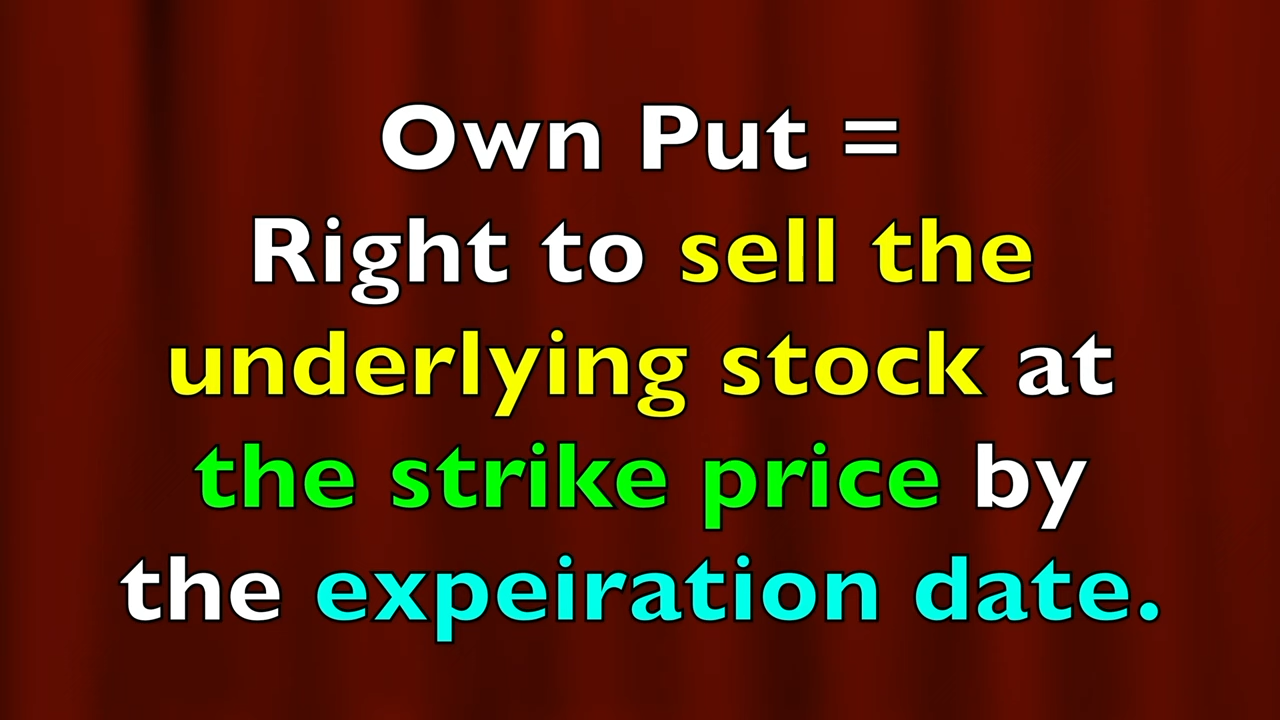 Own Put =
Right to sell the
underlying stock at
the strike price by
the expeiration date.